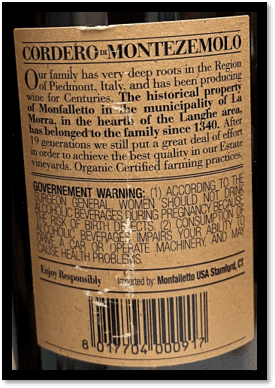 CORDERO DI MONTEZEMOLO
Our family has very deep roots in the Region
of Piedmont, Italy, and has been producing
wine for Centuries. The historical property
of Monfalletto in the municipality of La
Morra, in the hearth of the Langhe area,
has belonged to the family since 1340. After
19 generations we still put a great deal of effort
in order to achieve the best quality in our Estate
vineyards. Organic Certified farming practices.
GOVERNEMENT WARNING: (1) ACCORDING TO THE
SURGEON GENERAL, WOMEN SHOULD NOT DRINK
ALCOHOLIC BEVERAGES DURING PREGNANCY BECAUSE
OF THE RISK OF BIRTH DEFECTS. (2) CONSUMPTION OF
ALCOHOLIC BEVERAGES IMPAIRS YOUR ABILITY TO
DRIVE A CAR OR OPERATE MACHINERY, AND MAY
CAUSE HEALTH PROBLEMS
Enjoy Responsibly Imported by: Monfalletto USA Stamford, CT
8 017704 000917